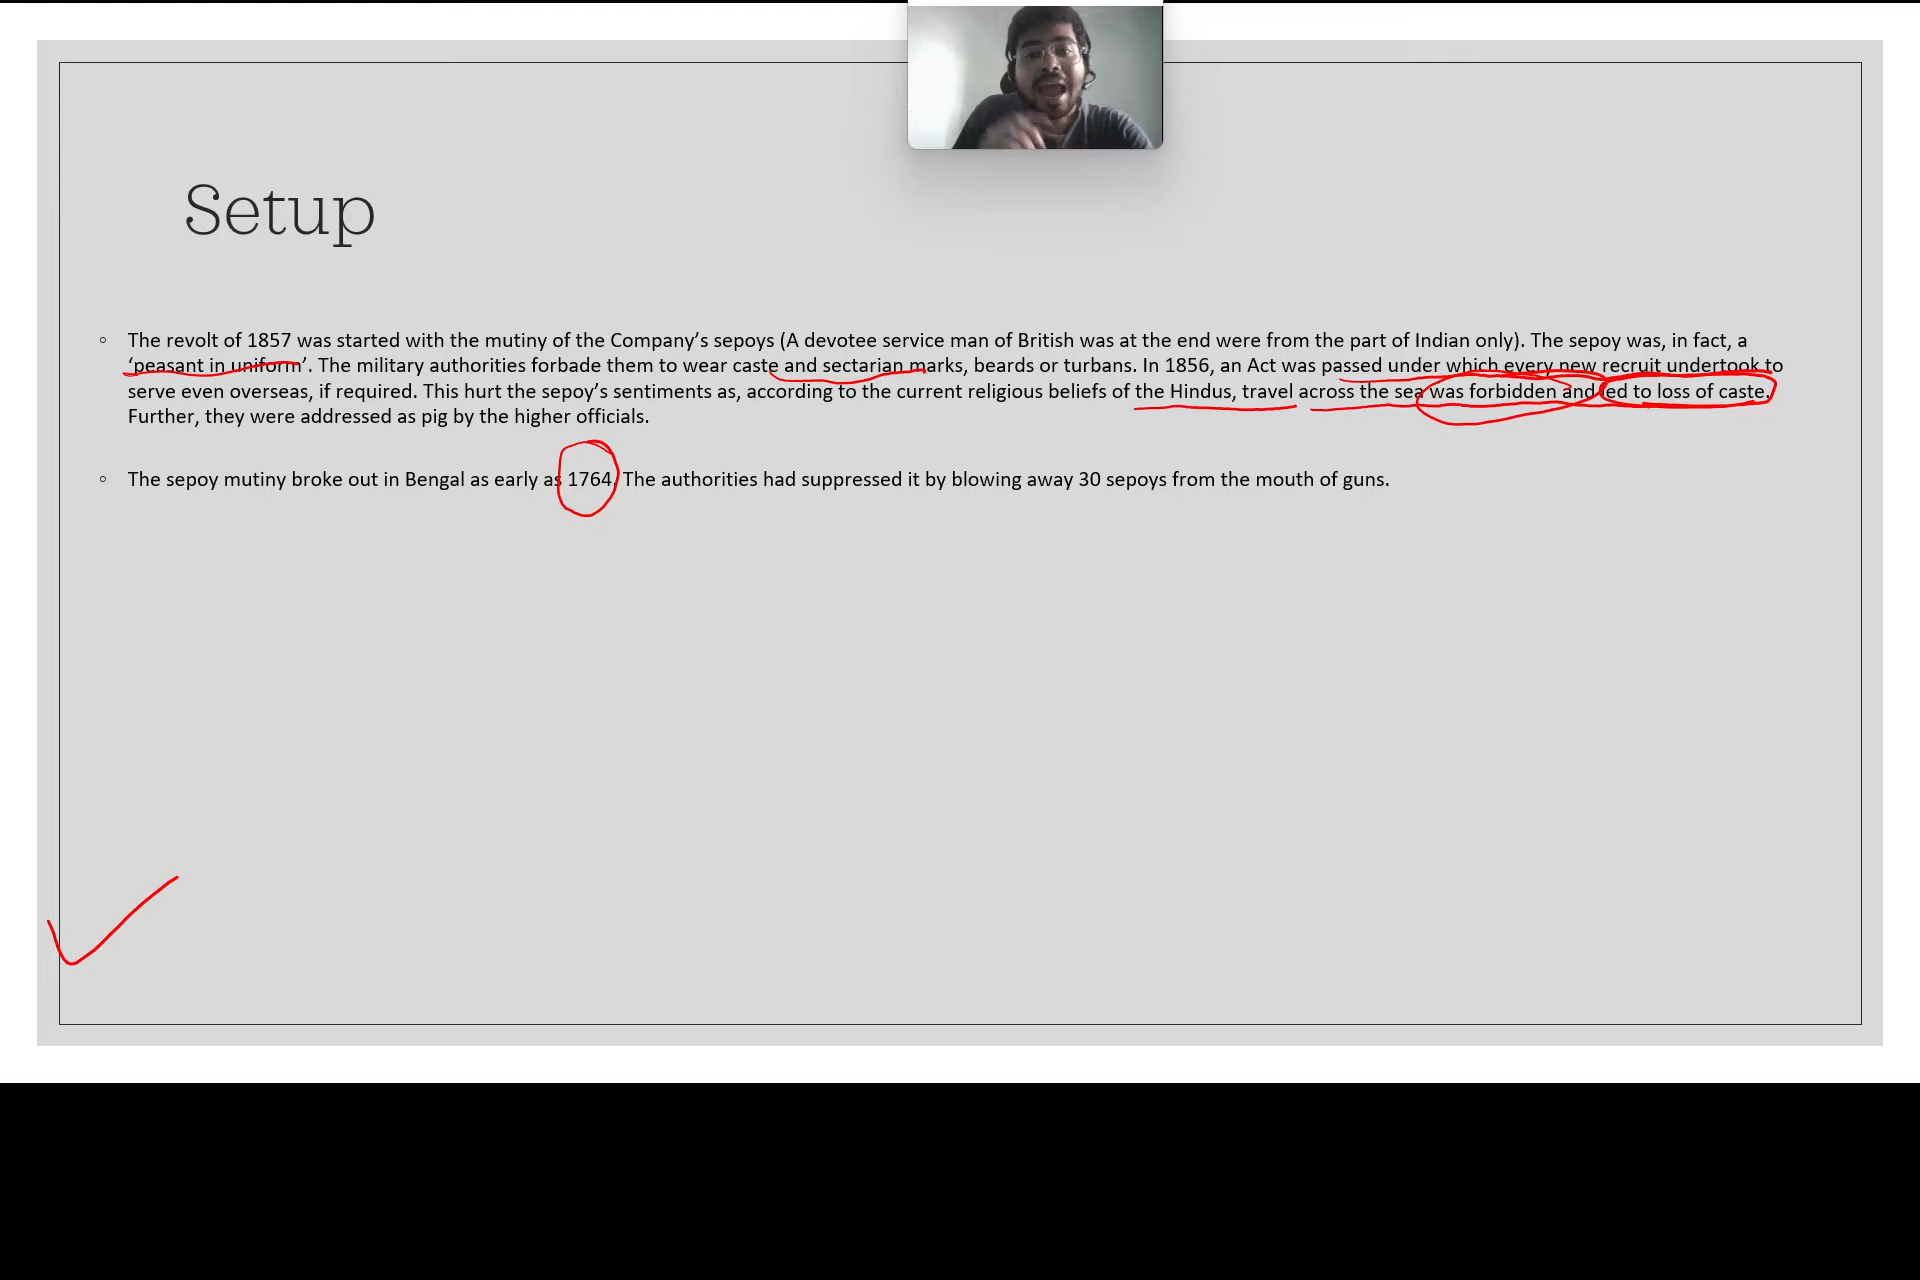 Setup
◦ The revolt of 1857 was started with the mutiny of the Company’s sepoys (A devotee service man of British was at the end were from the part of Indian only). The sepoy was, in fact, a
‘peasant in uniform’. The military authorities forbade them to wear caste and sectarian marks, beards or turbans. In 1856, an Act was passed under which every new recruit undertook to
serve even overseas, if required. This hurt the sepoy’s sentiments as, according to the current religious beliefs of the Hindus, travel across the sea was forbidden and led to loss of caste.
Further, they were addressed as pig by the higher officials.
◦ The sepoy mutiny broke out in Bengal as early as 1764. The authorities had suppressed it by blowing away 30 sepoys from the mouth of guns.